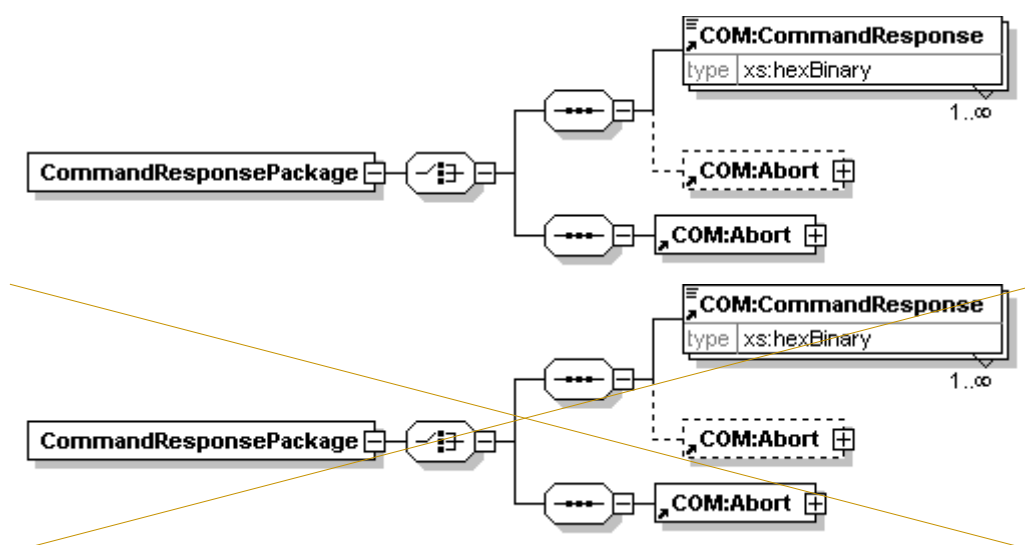 COM:CommandResponse
type xs:hexBinary
1..∞
COM:Abort
CommandResponsePackage
COM:Abort
COM:CommandResponse
type xs:hexBinary
1..∞
COM:Abort
CommandResponsePackage
COM:Abort